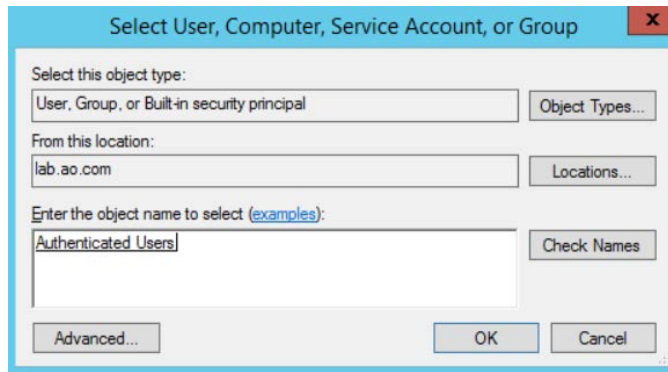 Select User, Computer, Service Account, or Group
x
Select this object type:
User, Group, or Built-in security principal
Object Types...
From this location:
lab.ao.com
Locations...
Enter the object name to select (examples):
Authenticated Users
Check Names
Advanced...
OK
Cancel